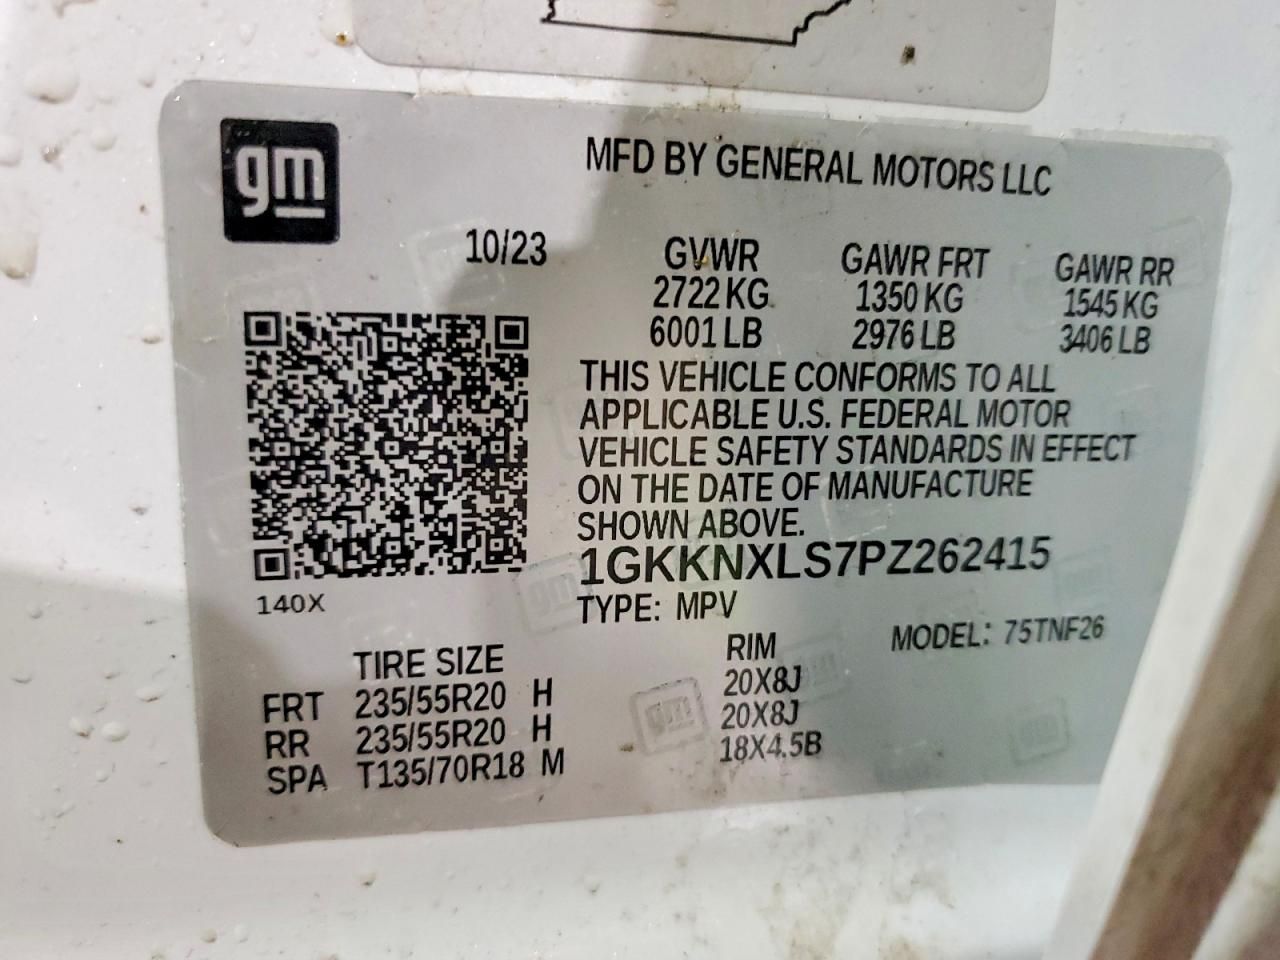 gm
MFD BY GENERAL MOTORS LLC
10/23
GVWR GAWR FRT GAWR RR
2722 KG 1350 KG 1545 KG
6001 LB 2976 LB 3406 LB
THIS VEHICLE CONFORMS TO ALL
APPLICABLE U.S. FEDERAL MOTOR
VEHICLE SAFETY STANDARDS IN EFFECT
ON THE DATE OF MANUFACTURE
SHOWN ABOVE.
1GKKNXLS7PZ262415
140X
TYPE: MPV
MODEL: 75TNF26
TIRE SIZE RIM
FRT 235/55R20 H 20X8J
RR 235/55R20 H 20X8J
SPA T135/70R18 M 18X4.5B